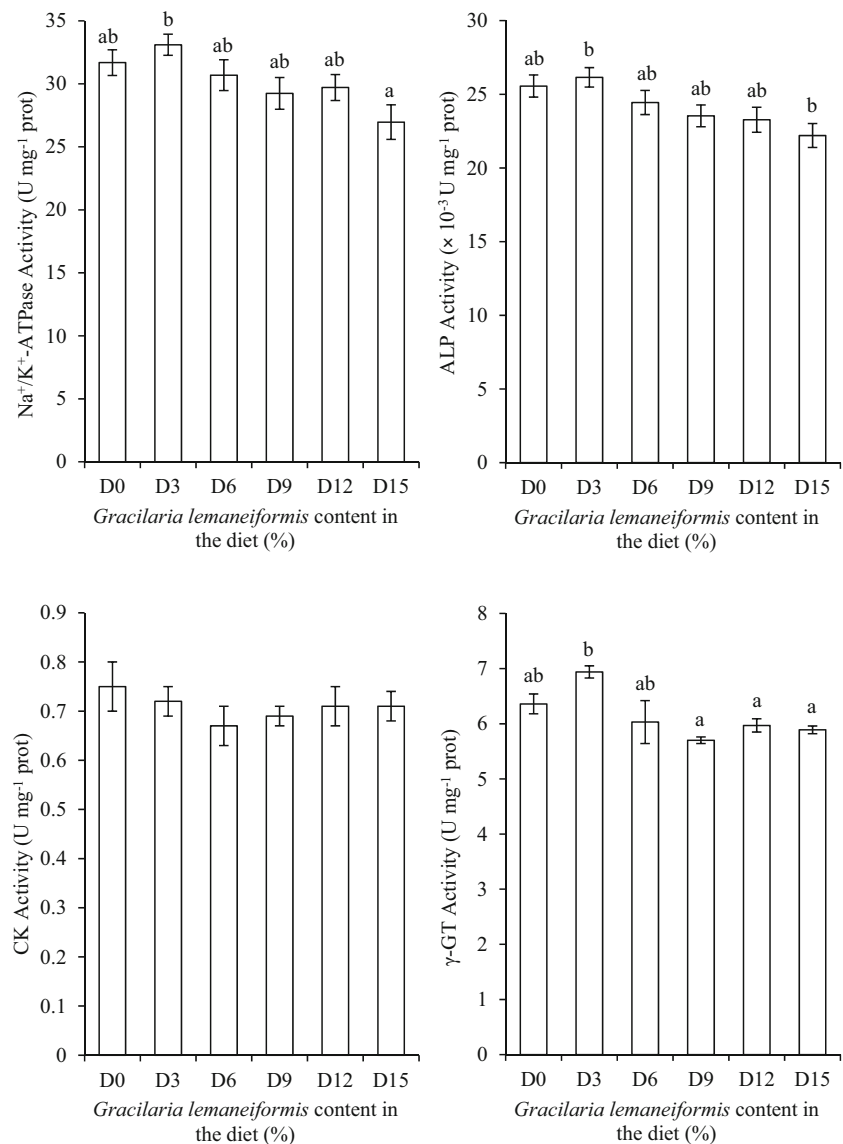 35
30
25
20
15
10
5
0
Na⁺/K⁺-ATPase Activity (U mg⁻¹ prot)
ab
b
ab
ab
ab
a
D0 D3 D6 D9 D12 D15
Gracilaria lemaneiformis content in
the diet (%)
30
25
20
15
10
5
0
ALP Activity (× 10⁻³ U mg⁻¹ prot)
ab
b
ab
ab
ab
b
D0 D3 D6 D9 D12 D15
Gracilaria lemaneiformis content in
the diet (%)
0.9
0.8
0.7
0.6
0.5
0.4
0.3
0.2
0.1
0
CK Activity (U mg⁻¹ prot)
D0 D3 D6 D9 D12 D15
Gracilaria lemaneiformis content in
the diet (%)
8
7
6
5
4
3
2
1
0
γ-GT Activity (U mg⁻¹ prot)
ab
b
ab
a
a
a
D0 D3 D6 D9 D12 D15
Gracilaria lemaneiformis content in
the diet (%)